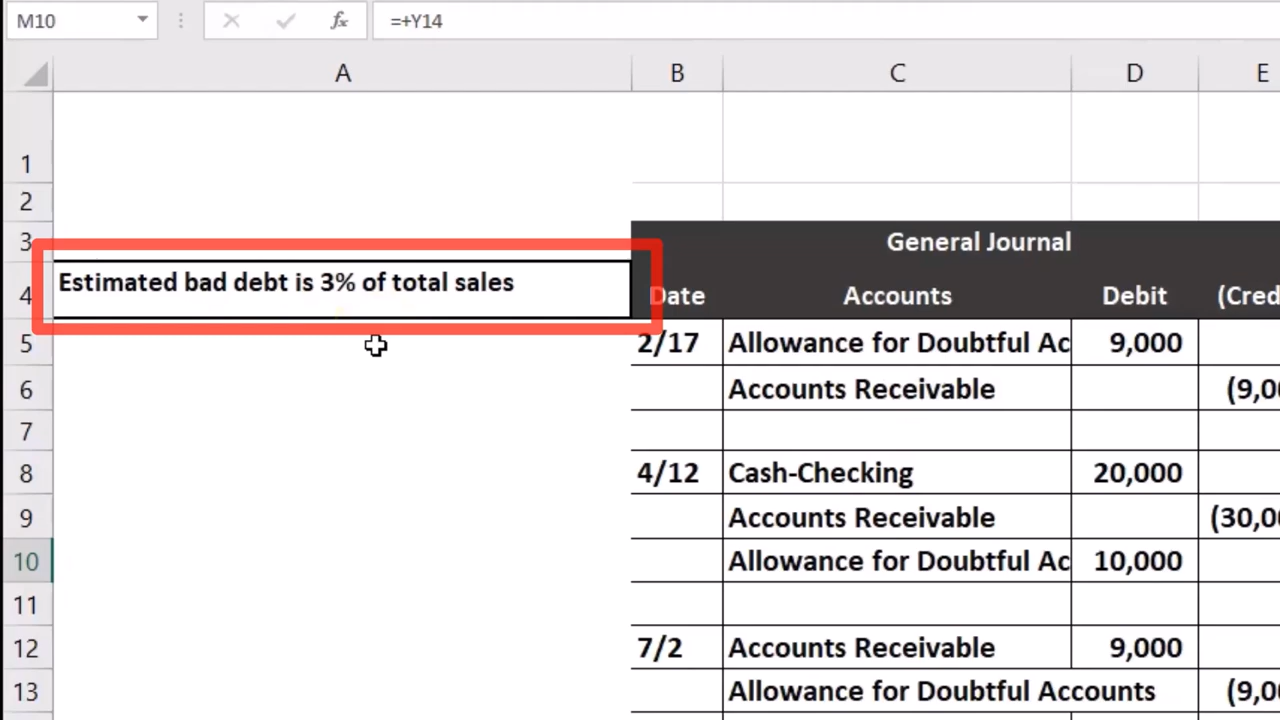 M10 fx =+Y14
A B C D E
1
2
3 General Journal
4 Estimated bad debt is 3% of total sales Date Accounts Debit (Cred
5 2/17 Allowance for Doubtful Ac 9,000
6 Accounts Receivable (9,00
7
8 4/12 Cash-Checking 20,000
9 Accounts Receivable (30,00
10 Allowance for Doubtful Ac 10,000
11
12 7/2 Accounts Receivable 9,000
13 Allowance for Doubtful Accounts (9,00